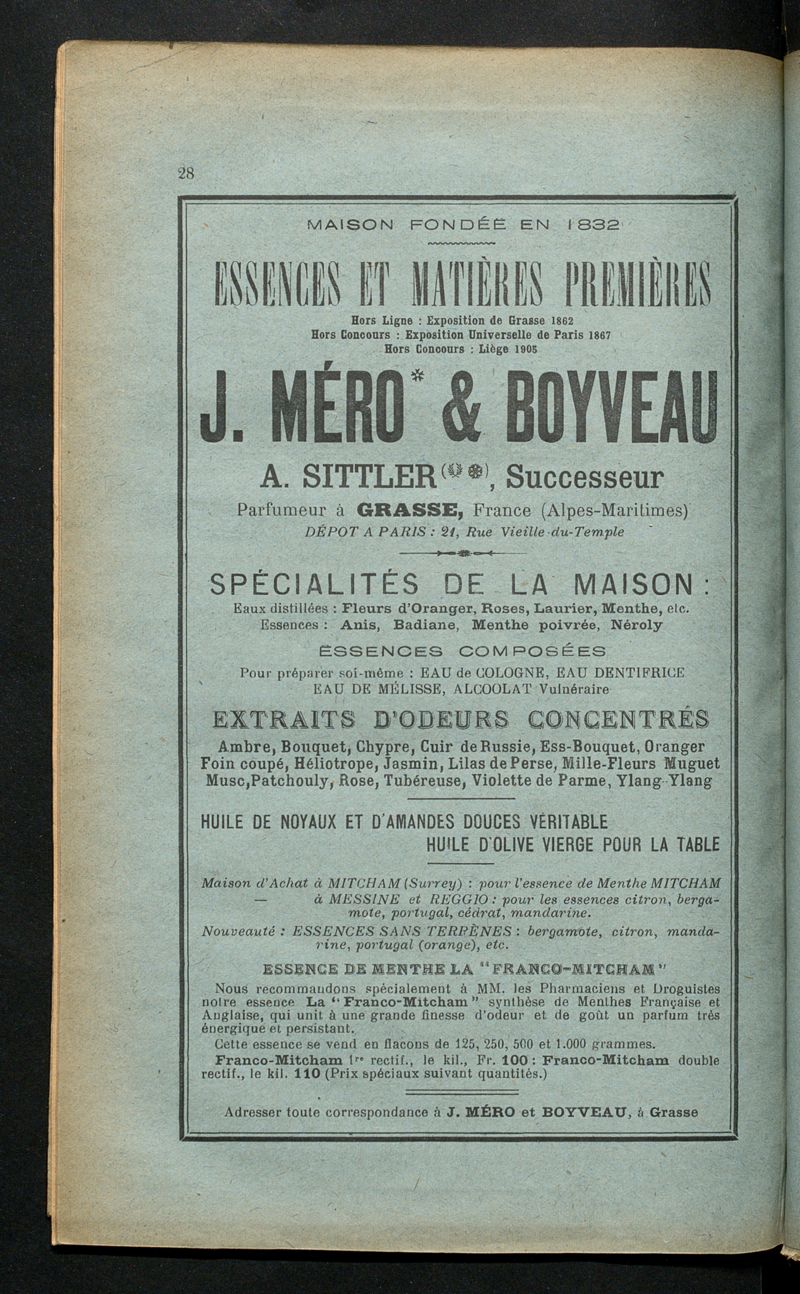 28
MAISON FONDÉE EN 1832
ESSENCES ET MATIÈRES PREMIÈRES
Hors Ligne : Exposition de Grasse 1862
Hors Concours : Exposition Universelle de Paris 1867
Hors Concours : Liège 1905
J. MÉRO* & BOYVEAU
A. SITTLER, Successeur
Parfumeur à GRASSE, France (Alpes-Maritimes)
DÉPOT A PARIS : 21, Rue Vieille-du-Temple
SPÉCIALITÉS DE LA MAISON :
Eaux distillées : Fleurs d'Oranger, Roses, Laurier, Menthe, etc.
Essences : Anis, Badiane, Menthe poivrée, Néroly
ESSENCES COMPOSÉES
Pour préparer soi-même : EAU de COLOGNE, EAU DENTIFRICE
EAU DE MÉLISSE, ALCOOLAT Vulnéraire
EXTRAITS D'ODEURS CONCENTRÉS
Ambre, Bouquet, Chypre, Cuir de Russie, Ess-Bouquet, Oranger
Foin coupé, Héliotrope, Jasmin, Lilas de Perse, Mille-Fleurs Muguet
Musc, Patchouly, Rose, Tubéreuse, Violette de Parme, Ylang-Ylang
HUILE DE NOYAUX ET D'AMANDES DOUCES VÉRITABLE
HUILE D'OLIVE VIERGE POUR LA TABLE
Maison d'Achat à MITCHAM (Surrey) : pour l'essence de Menthe MITCHAM
— à MESSINE et REGGIO : pour les essences citron, berga-
mote, portugal, cédrat, mandarine.
Nouveauté : ESSENCES SANS TERPÈNES : bergamote, citron, manda-
rine, portugal (orange), etc.
ESSENCE DE MENTHE LA "FRANCO-MITCHAM"
Nous recommandons spécialement à MM. les Pharmaciens et Droguistes
notre essence La "Franco-Mitcham" synthèse de Menthes Française et
Anglaise, qui unit à une grande finesse d'odeur et de goût un parfum très
énergique et persistant.
Cette essence se vend en flacons de 125, 250, 500 et 1.000 grammes.
Franco-Mitcham 1re rectif., le kil., Fr. 100 : Franco-Mitcham double
rectif., le kil. 110 (Prix spéciaux suivant quantités.)
Adresser toute correspondance à J. MÉRO et BOYVEAU, à Grasse